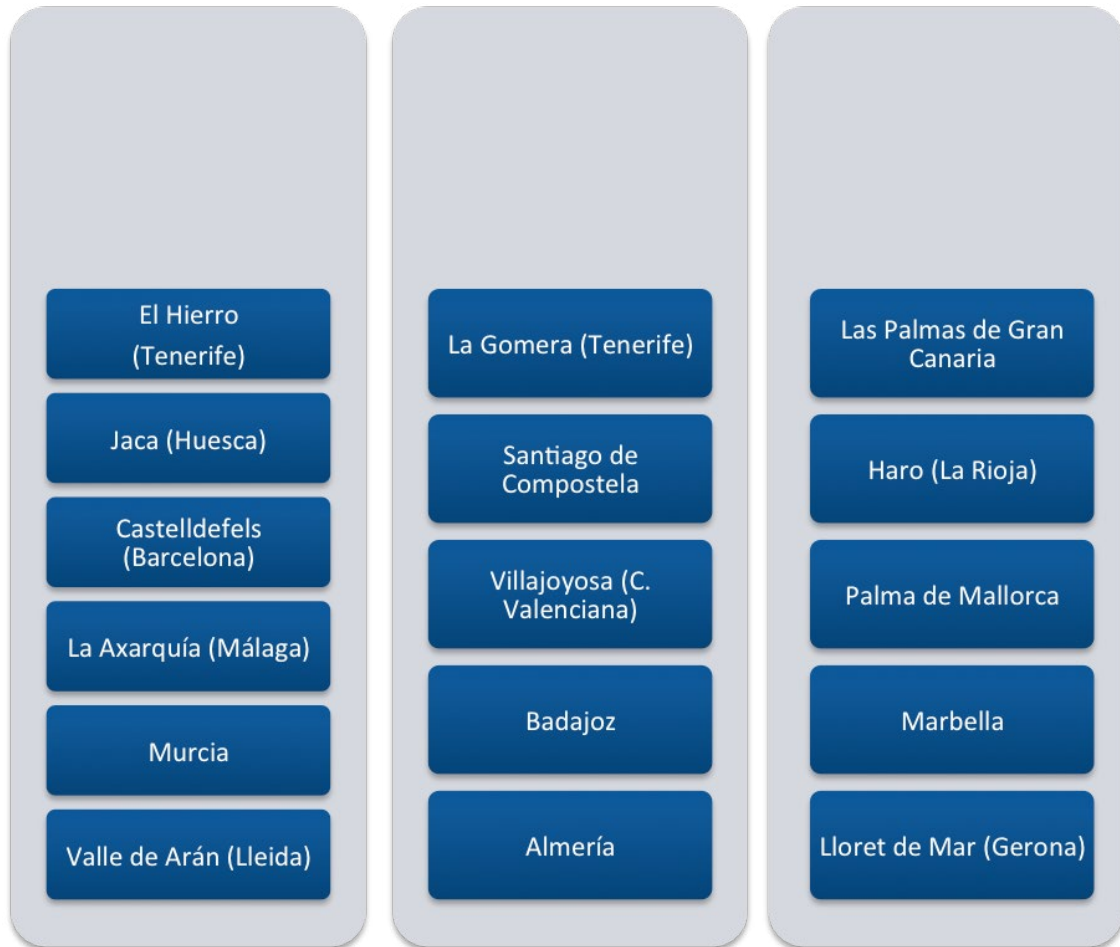 El Hierro
(Tenerife)
Jaca (Huesca)
Castelldefels
(Barcelona)
La Axarquía (Málaga)
Murcia
Valle de Arán (Lleida)
La Gomera (Tenerife)
Santiago de
Compostela
Villajoyosa (C.
Valenciana)
Badajoz
Almería
Las Palmas de Gran
Canaria
Haro (La Rioja)
Palma de Mallorca
Marbella
Lloret de Mar (Gerona)